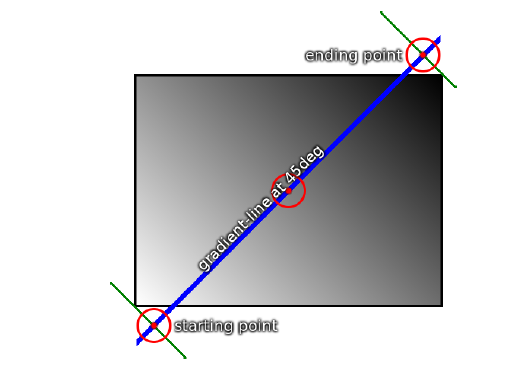 ending point
gradient-line at 45deg
starting point